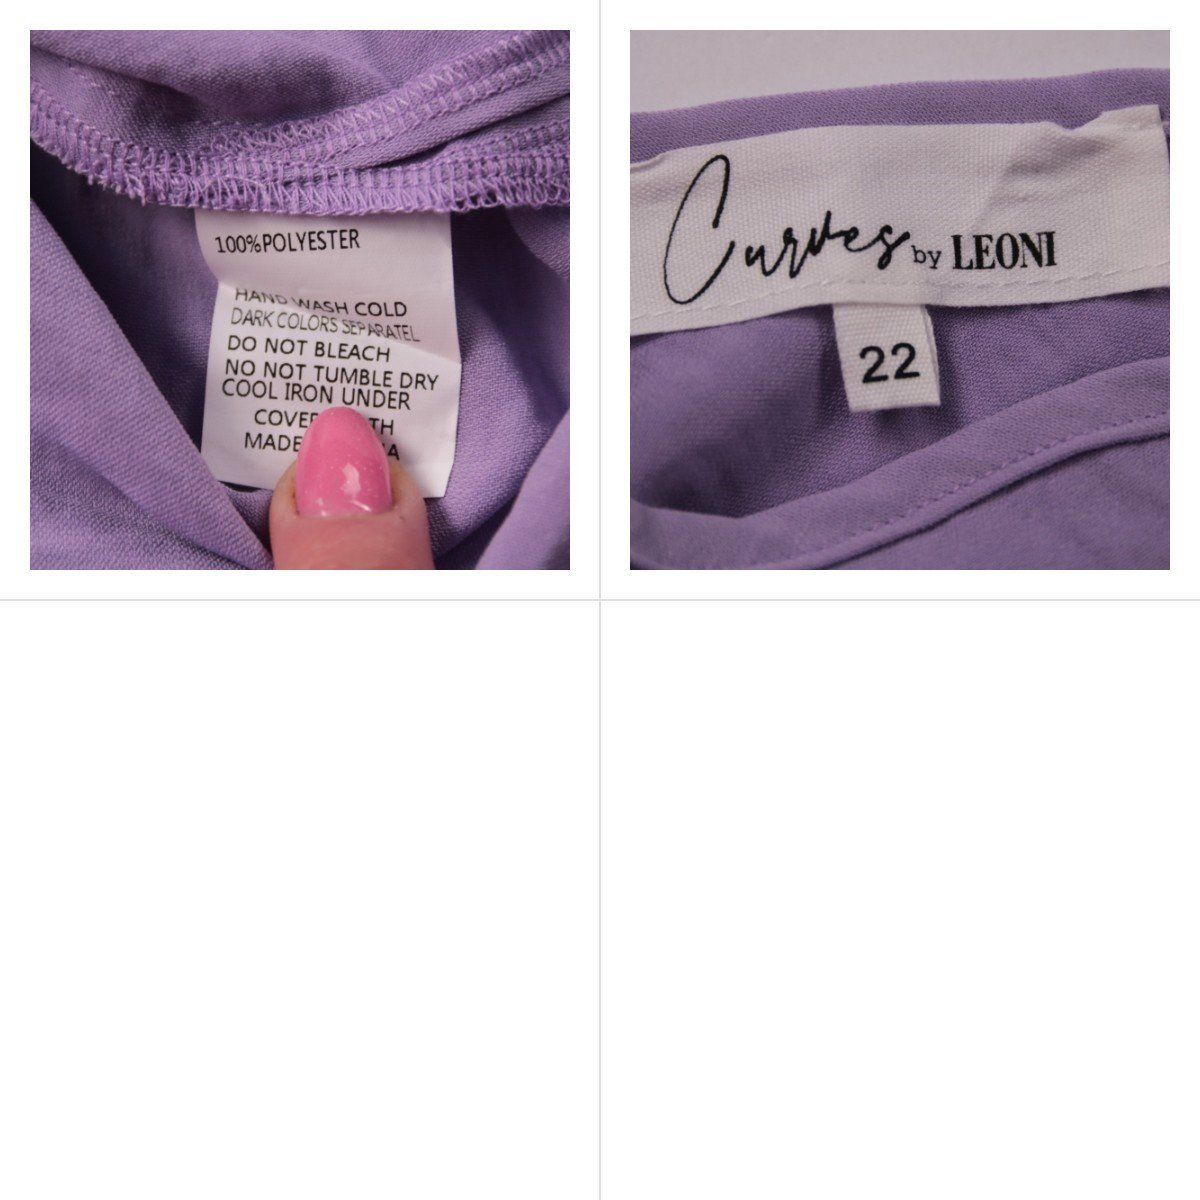 100%POLYESTER
HAND WASH COLD
DARK COLORS SEPARATEL
DO NOT BLEACH
NO NOT TUMBLE DRY
COOL IRON UNDER
MADE
Curves by LEONI
22